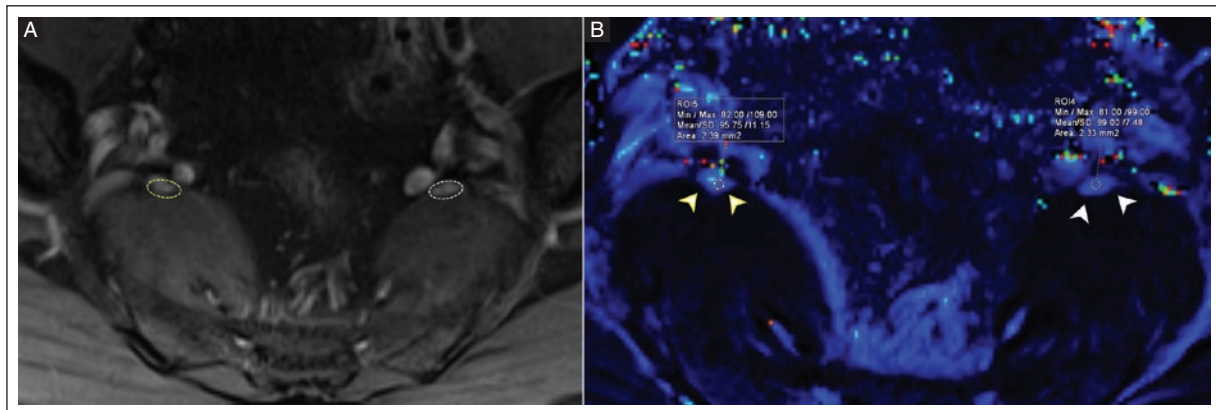 A
B
ROI5
Min / Max: 82.00 /109.00
Mean/SD: 95.75 /11.15
Area: 2.39 mm2
ROI4
Min / Max: 81.00 /99.00
Mean/SD: 89.00 /7.48
Area: 2.33 mm2